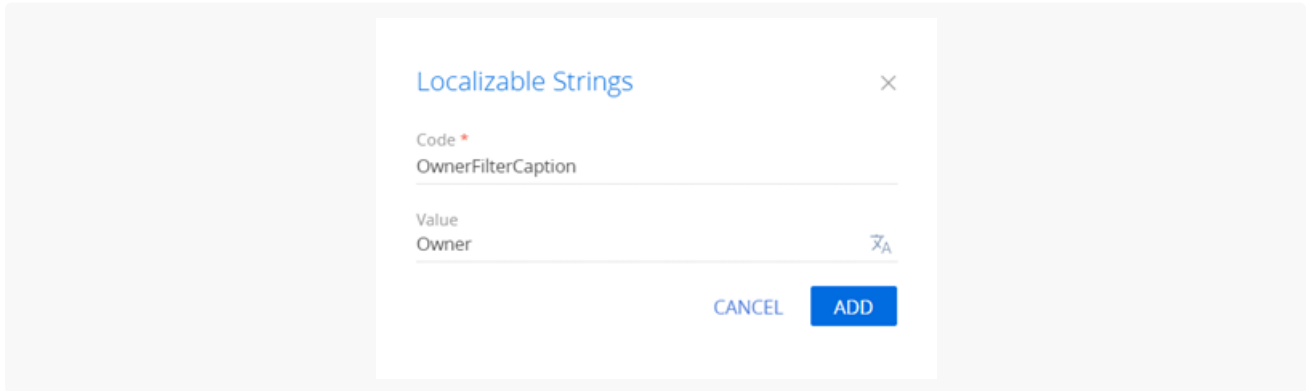 Localizable Strings
Code *
OwnerFilterCaption
Value
Owner
CANCEL ADD